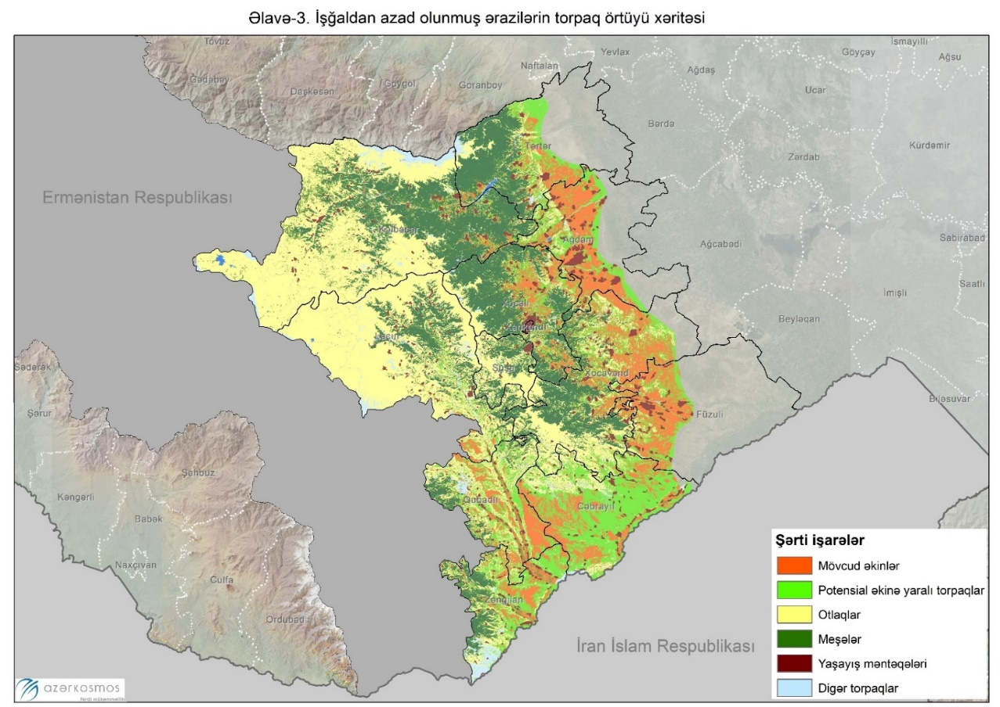 Əlavə-3. İşğaldan azad olunmuş ərazilərin torpaq örtüyü xəritəsi
Tovuz
İsmayıllı
Yevlax
Göyçay
Ağsu
Naftalan
Ağdaş
Gədəbəy
Daşkəsən
Göygöl
Goranboy
Ucar
Bərdə
Tərtər
Kürdəmir
Zərdab
Ermənistan Respublikası
Kəlbəcər
Ağdam
Ağcabədi
Sabirabad
Saatlı
İmişli
Xocalı
Beyləqan
Xankəndi
Laçın
Sədərək
Şuşa
Xocavənd
Biləsuvar
Şərur
Füzuli
Şahbuz
Kəngərli
Qubadlı
Cəbrayıl
Babək
Naxçıvan
Culfa
Zəngilan
Ordubad
İran İslam Respublikası
Şərti işarələr
Mövcud əkinlər
Potensial əkinə yaralı torpaqlar
Otlaqlar
Meşələr
Yaşayış məntəqələri
Digər torpaqlar
azərkosmos
fərdi mükəmməllik